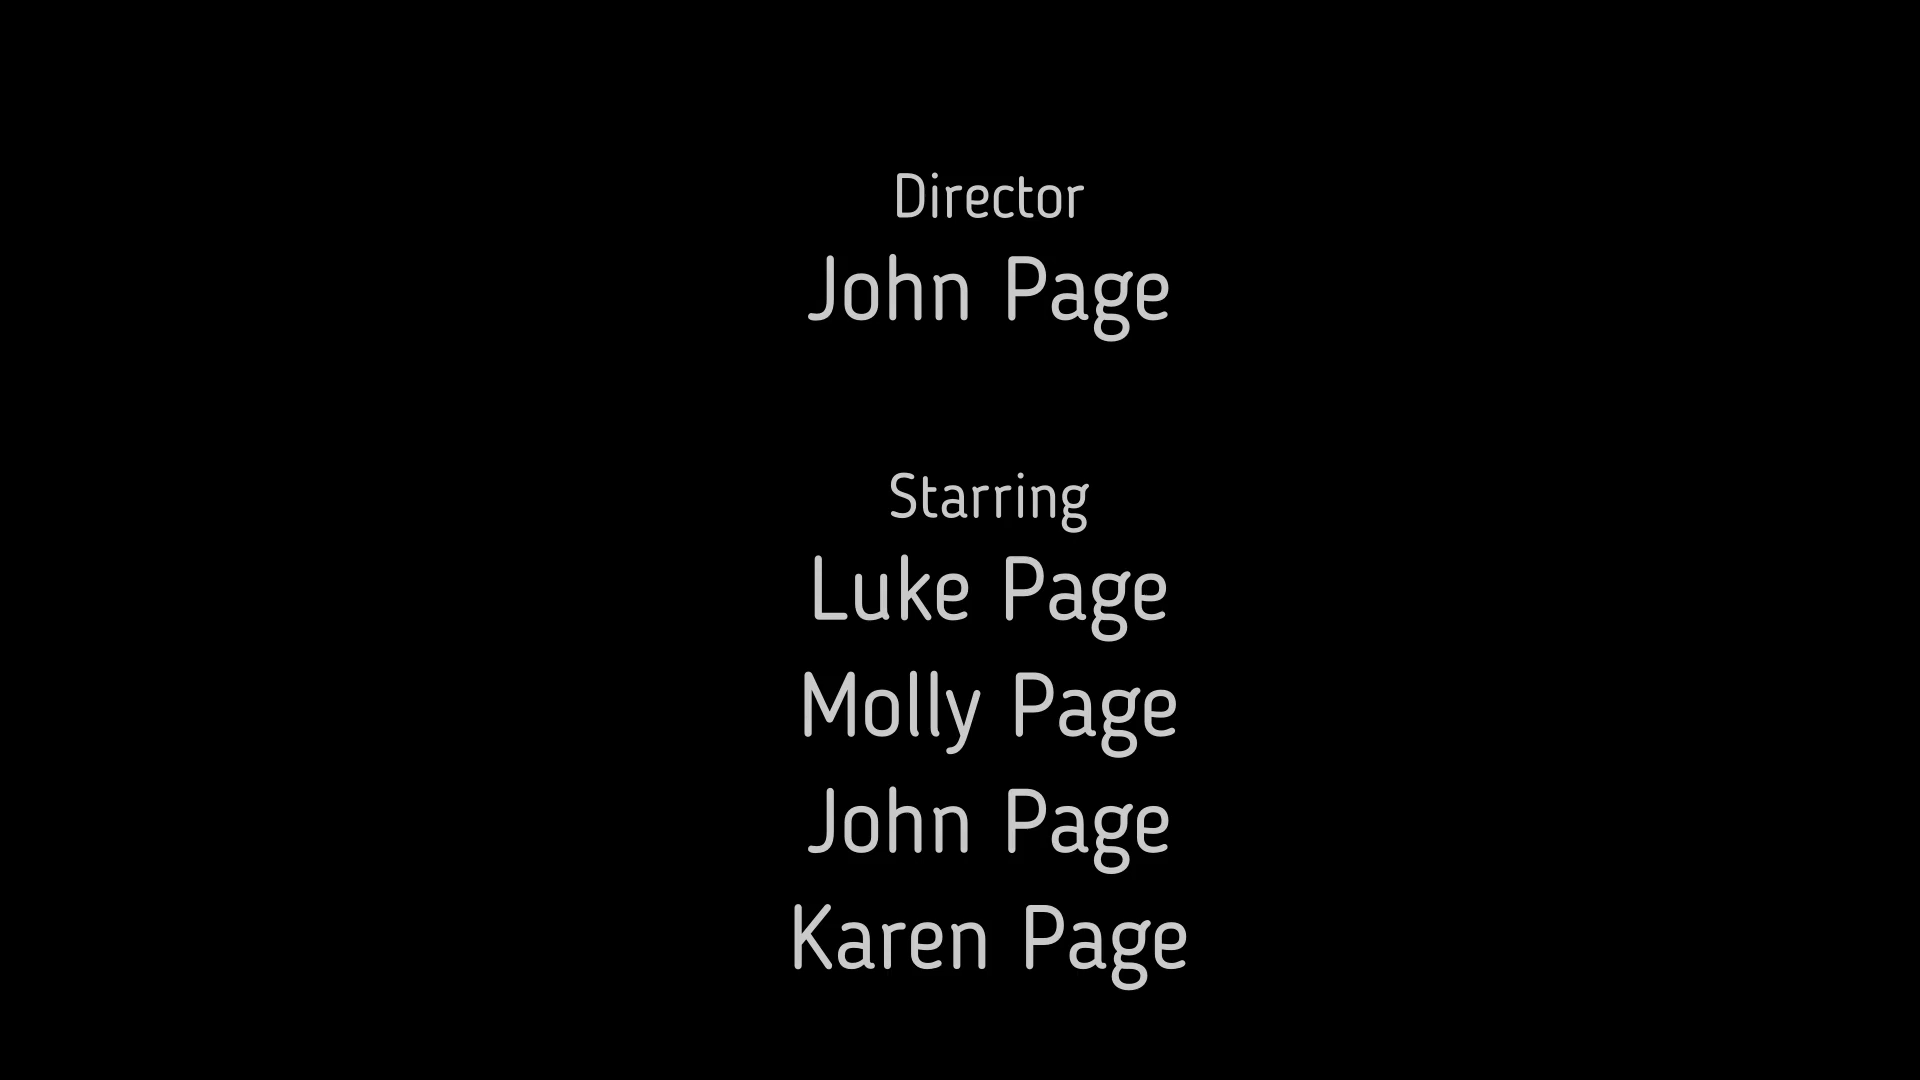 Director
John Page
Starring
Luke Page
Molly Page
John Page
Karen Page